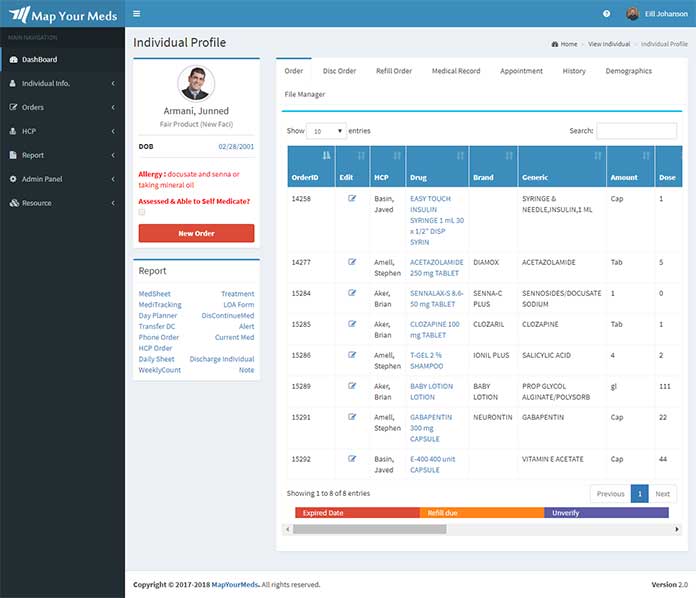 Map Your Meds
Eill Johanson
MAIN NAVIGATION
DashBoard
Individual Info.
Orders
HCP
Report
Admin Panel
Resource
Individual Profile
Home > View Individual > Individual Profile
Armani, Junned
Fair Product (New Faci)
DOB 02/28/2001
Allergy : docusate and senna or
taking mineral oil
Assessed & Able to Self Medicate?
New Order
Report
MedSheet Treatment
MediTracking LOA Form
Day Planner DisContinueMed
Transfer DC Alert
Phone Order Current Med
HCP Order
Daily Sheet Discharge Individual
WeeklyCount Note
Order Disc Order Refill Order Medical Record Appointment History Demographics
File Manager
Show 10 entries Search:
OrderID Edit HCP Drug Brand Generic Amount Dose
14258 Basin, EASY TOUCH SYRINGE & Cap 1
Javed INSULIN NEEDLE,INSULIN,1 ML
SYRINGE 1 mL 30
x 1/2" DISP
SYRIN
14277 Amell, ACETAZOLAMIDE DIAMOX ACETAZOLAMIDE Tab 5
Stephen 250 mg TABLET
15284 Aker, SENNALAX-S 8.6- SENNA-C SENNOSIDES/DOCUSATE 1 0
Brian 50 mg TABLET PLUS SODIUM
15285 Aker, CLOZAPINE 100 CLOZARIL CLOZAPINE Tab 1
Brian mg TABLET
15286 Amell, T-GEL 2 % IONIL PLUS SALICYLIC ACID 4 2
Stephen SHAMPOO
15289 Aker, BABY LOTION BABY PROP GLYCOL gl 111
Brian LOTION LOTION ALGINATE/POLYSORB
15291 Amell, GABAPENTIN NEURONTIN GABAPENTIN Cap 22
Stephen 300 mg
CAPSULE
15292 Basin, E-400 400 unit VITAMIN E ACETATE Cap 44
Javed CAPSULE
Showing 1 to 8 of 8 entries Previous 1 Next
Expired Date Refill due Unverify
Copyright © 2017-2018 MapYourMeds. All rights reserved. Version 2.0